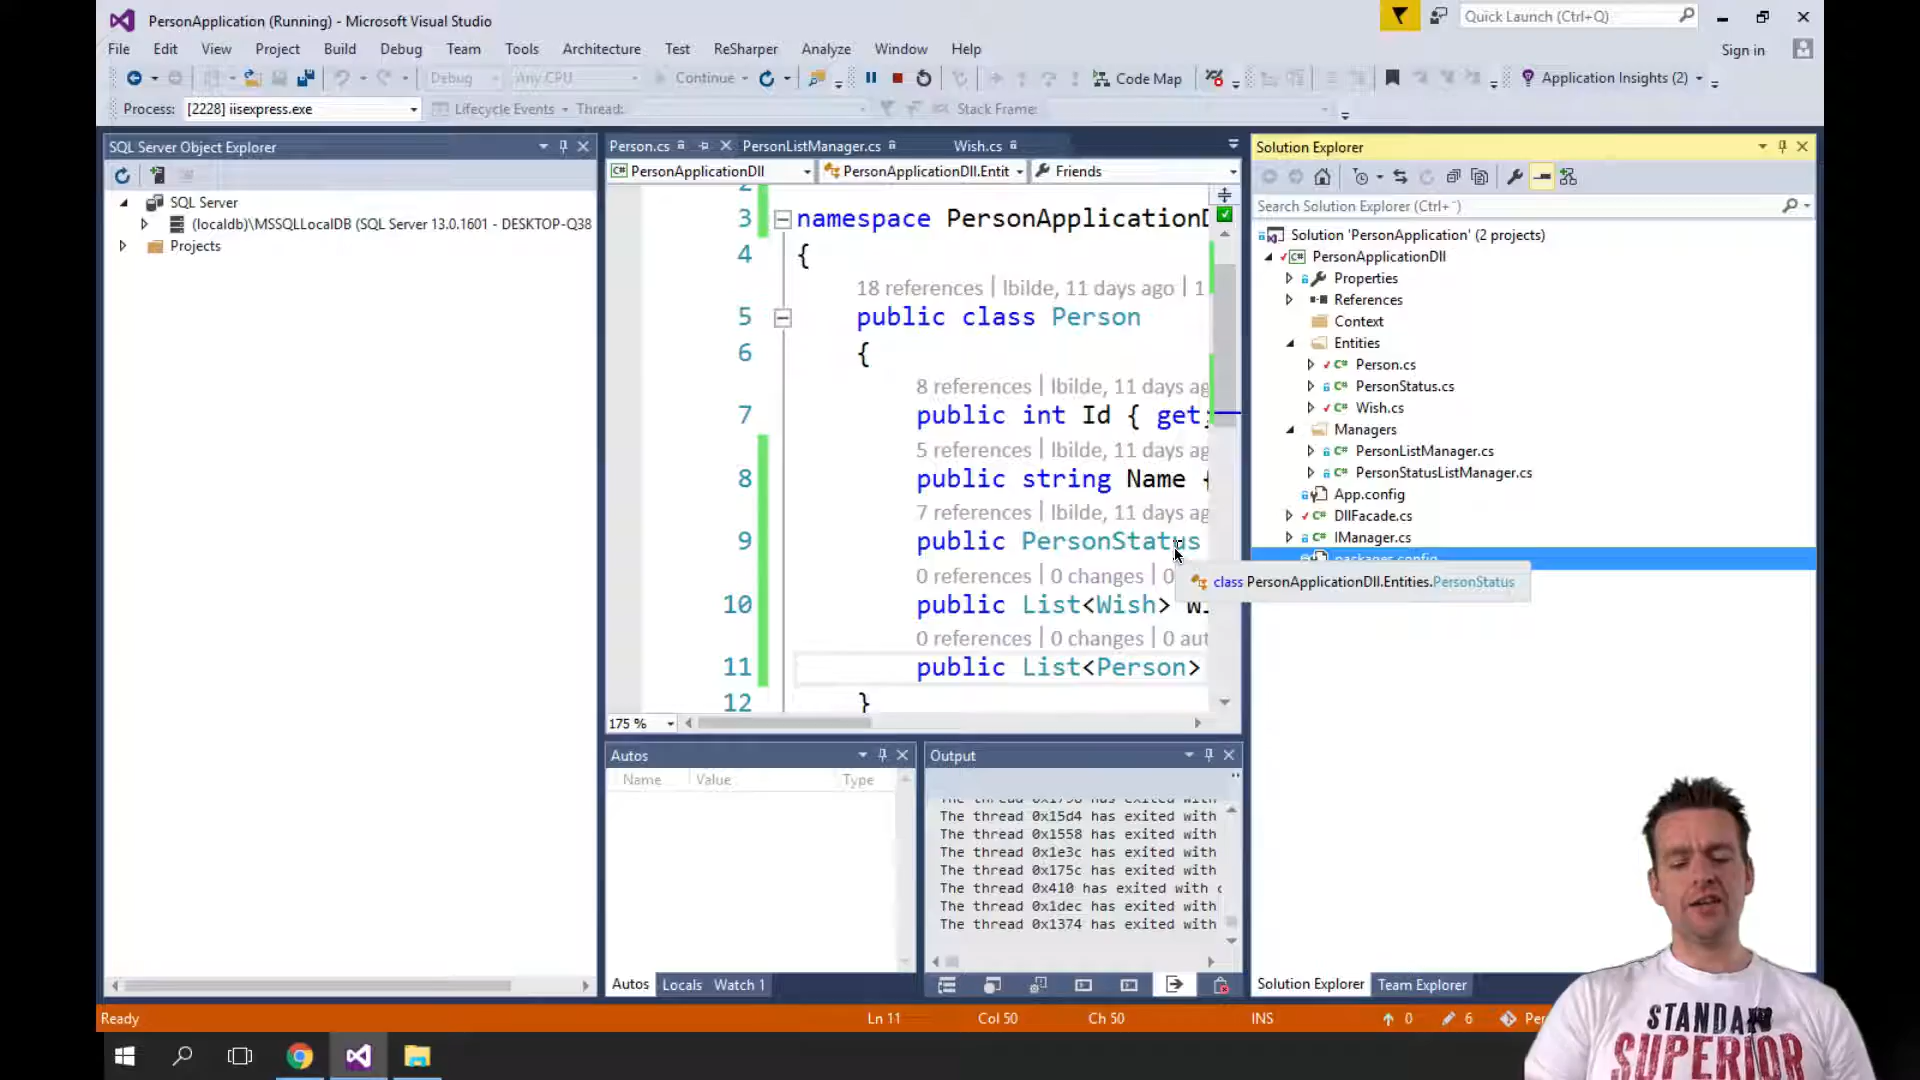 PersonApplication (Running) - Microsoft Visual Studio
Quick Launch (Ctrl+Q)
File Edit View Project Build Debug Team Tools Architecture Test ReSharper Analyze Window Help
Sign in
Debug Any CPU Continue Code Map Application Insights (2)
Process: [2228] iisexpress.exe Lifecycle Events Thread: Stack Frame:
SQL Server Object Explorer
SQL Server
(localdb)\MSSQLLocalDB (SQL Server 13.0.1601 - DESKTOP-Q38
Projects
Person.cs PersonListManager.cs Wish.cs
PersonApplicationDll PersonApplicationDll.Entit Friends
2
3 namespace PersonApplicationD
4 {
18 references | lbilde, 11 days ago | 1
5 public class Person
6 {
8 references | lbilde, 11 days ag
7 public int Id { get;
5 references | lbilde, 11 days ag
8 public string Name {
7 references | lbilde, 11 days ag
9 public PersonStatus
0 references | 0 changes | 0
10 public List<Wish> Wi
0 references | 0 changes | 0 aut
11 public List<Person>
12 }
class PersonApplicationDll.Entities.PersonStatus
175 %
Autos
Name Value Type
Autos Locals Watch 1
Output
The thread 0x15d4 has exited with
The thread 0x1558 has exited with
The thread 0x1e3c has exited with
The thread 0x175c has exited with
The thread 0x410 has exited with c
The thread 0x1dec has exited with
The thread 0x1374 has exited with
Solution Explorer
Search Solution Explorer (Ctrl+¨)
Solution 'PersonApplication' (2 projects)
PersonApplicationDll
Properties
References
Context
Entities
Person.cs
PersonStatus.cs
Wish.cs
Managers
PersonListManager.cs
PersonStatusListManager.cs
App.config
DllFacade.cs
IManager.cs
packages.config
Solution Explorer Team Explorer
Ready Ln 11 Col 50 Ch 50 INS 0 6 Per
STANDARD
SUPERIOR